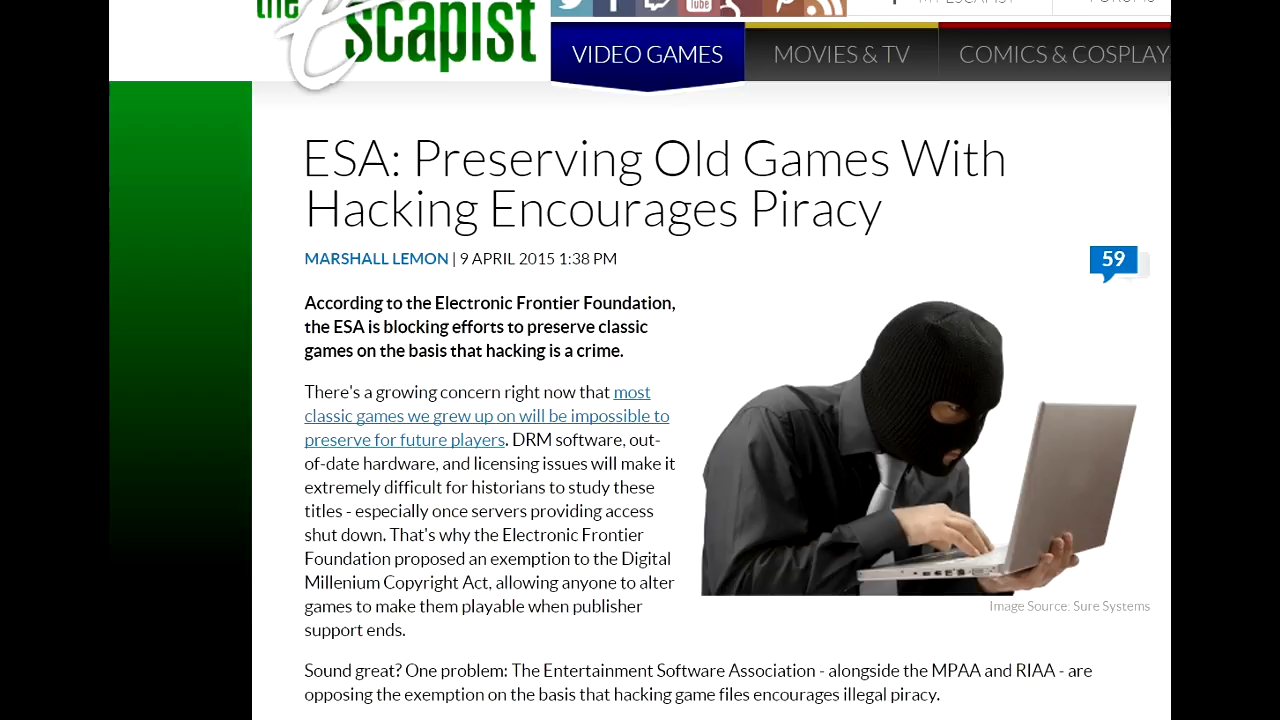 the Escapist
You Tube
VIDEO GAMES
MOVIES & TV
COMICS & COSPLAY
ESA: Preserving Old Games With
Hacking Encourages Piracy
MARSHALL LEMON | 9 APRIL 2015 1:38 PM
59
According to the Electronic Frontier Foundation,
the ESA is blocking efforts to preserve classic
games on the basis that hacking is a crime.
There's a growing concern right now that most
classic games we grew up on will be impossible to
preserve for future players. DRM software, out-
of-date hardware, and licensing issues will make it
extremely difficult for historians to study these
titles - especially once servers providing access
shut down. That's why the Electronic Frontier
Foundation proposed an exemption to the Digital
Millenium Copyright Act, allowing anyone to alter
games to make them playable when publisher
support ends.
Image Source: Sure Systems
Sound great? One problem: The Entertainment Software Association - alongside the MPAA and RIAA - are
opposing the exemption on the basis that hacking game files encourages illegal piracy.